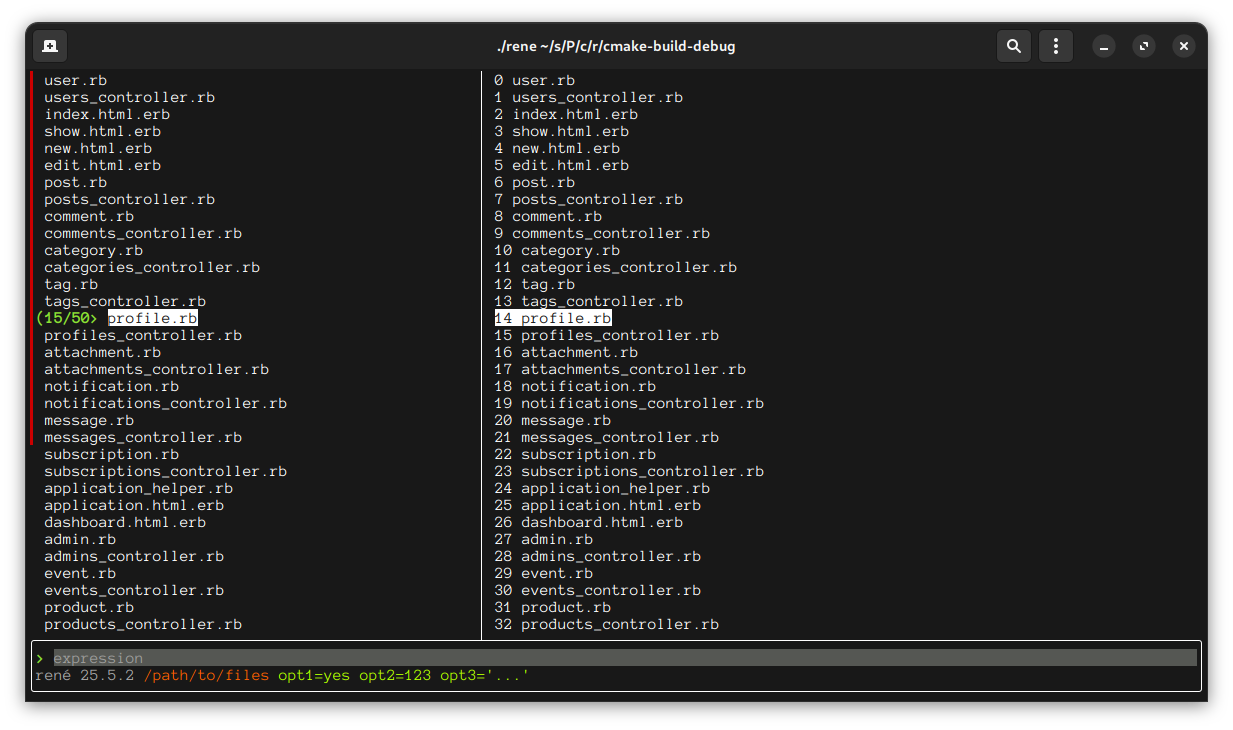 ./rene ~/s/P/c/r/cmake-build-debug
user.rb
users_controller.rb
index.html.erb
show.html.erb
new.html.erb
edit.html.erb
post.rb
posts_controller.rb
comment.rb
comments_controller.rb
category.rb
categories_controller.rb
tag.rb
tags_controller.rb
(15/50> profile.rb
profiles_controller.rb
attachment.rb
attachments_controller.rb
notification.rb
notifications_controller.rb
message.rb
messages_controller.rb
subscription.rb
subscriptions_controller.rb
application_helper.rb
application.html.erb
dashboard.html.erb
admin.rb
admins_controller.rb
event.rb
events_controller.rb
product.rb
products_controller.rb
0 user.rb
1 users_controller.rb
2 index.html.erb
3 show.html.erb
4 new.html.erb
5 edit.html.erb
6 post.rb
7 posts_controller.rb
8 comment.rb
9 comments_controller.rb
10 category.rb
11 categories_controller.rb
12 tag.rb
13 tags_controller.rb
14 profile.rb
15 profiles_controller.rb
16 attachment.rb
17 attachments_controller.rb
18 notification.rb
19 notifications_controller.rb
20 message.rb
21 messages_controller.rb
22 subscription.rb
23 subscriptions_controller.rb
24 application_helper.rb
25 application.html.erb
26 dashboard.html.erb
27 admin.rb
28 admins_controller.rb
29 event.rb
30 events_controller.rb
31 product.rb
32 products_controller.rb
> expression
rené 25.5.2 /path/to/files opt1=yes opt2=123 opt3='...'